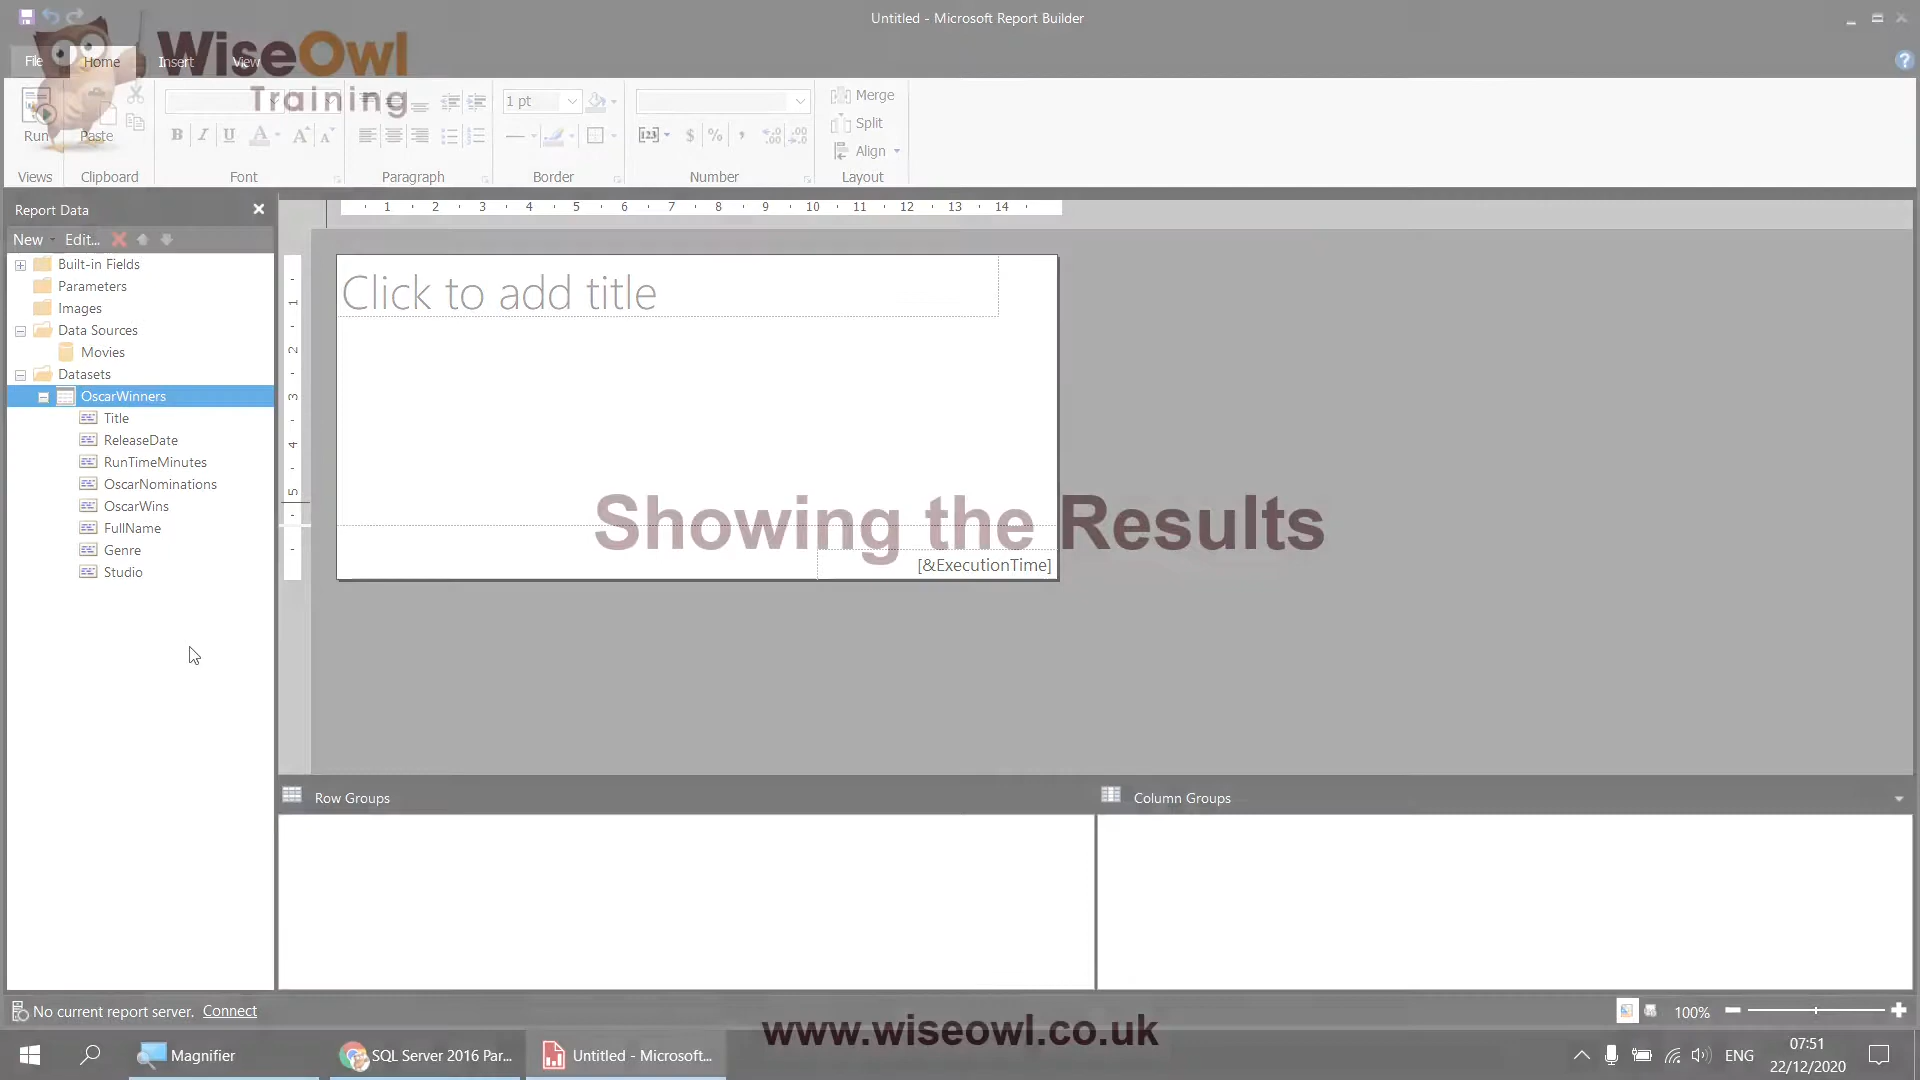 Untitled - Microsoft Report Builder
WiseOwl
Training
File Home Insert View
Run Paste
1 pt
Merge
Split
Align
B I U A A A
$ % ,
Views Clipboard Font Paragraph Border Number Layout
Report Data
New Edit...
Built-in Fields
Parameters
Images
Data Sources
Movies
Datasets
OscarWinners
Title
ReleaseDate
RunTimeMinutes
OscarNominations
OscarWins
FullName
Genre
Studio
1 2 3 4 5 6 7 8 9 10 11 12 13 14
1
2
3
4
5
Click to add title
Showing the Results
[&ExecutionTime]
Row Groups
Column Groups
No current report server. Connect
100%
www.wiseowl.co.uk
Magnifier
SQL Server 2016 Par...
Untitled - Microsoft...
ENG
07:51
22/12/2020